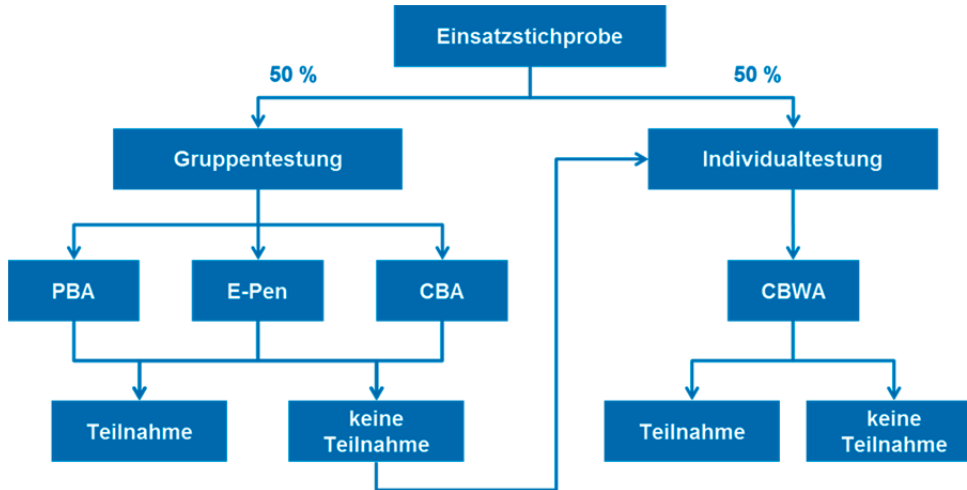 Einsatzstichprobe
50 %
50 %
Gruppentestung
Individualtestung
PBA
E-Pen
CBA
CBWA
Teilnahme
keine
Teilnahme
Teilnahme
keine
Teilnahme